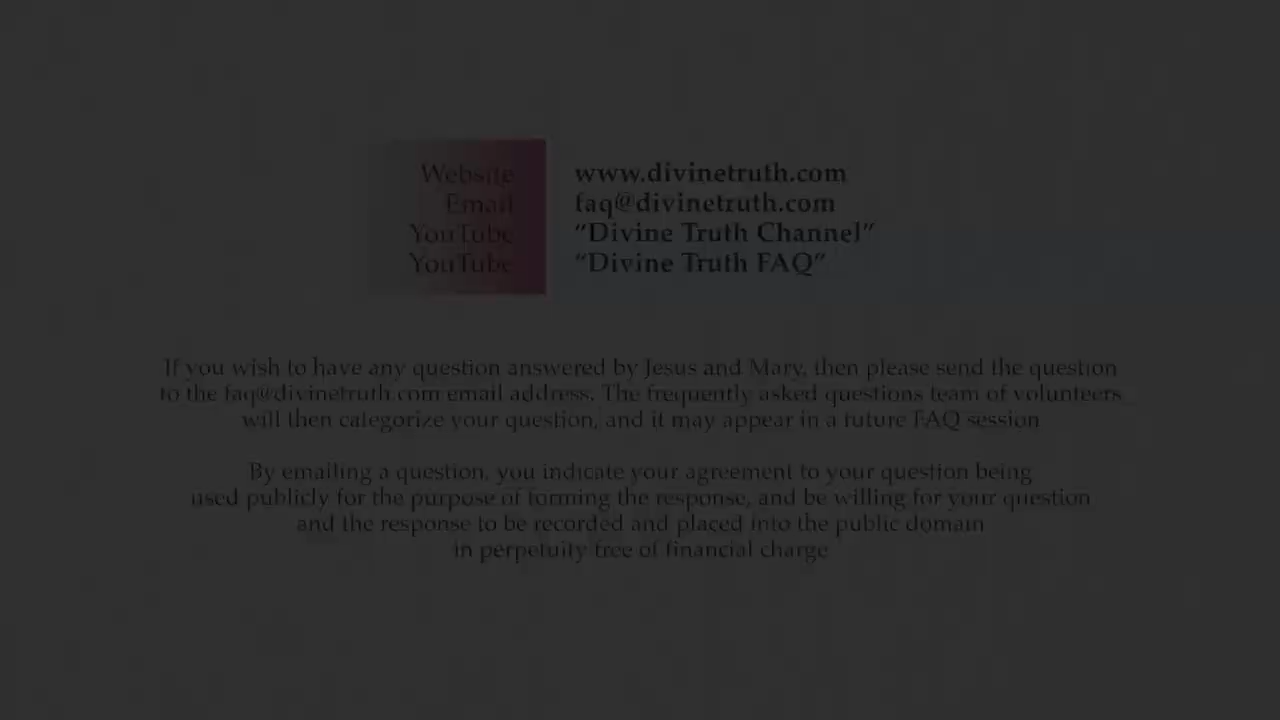 Website www.divinetruth.com
Email faq@divinetruth.com
YouTube “Divine Truth Channel”
YouTube “Divine Truth FAQ”
If you wish to have any question answered by Jesus and Mary, then please send the question
to the faq@divinetruth.com email address. The frequently asked questions team of volunteers
will then categorize your question, and it may appear in a future FAQ session
By emailing a question, you indicate your agreement to your question being
used publicly for the purpose of forming the response, and be willing for your question
and the response to be recorded and placed into the public domain
in perpetuity free of financial charge